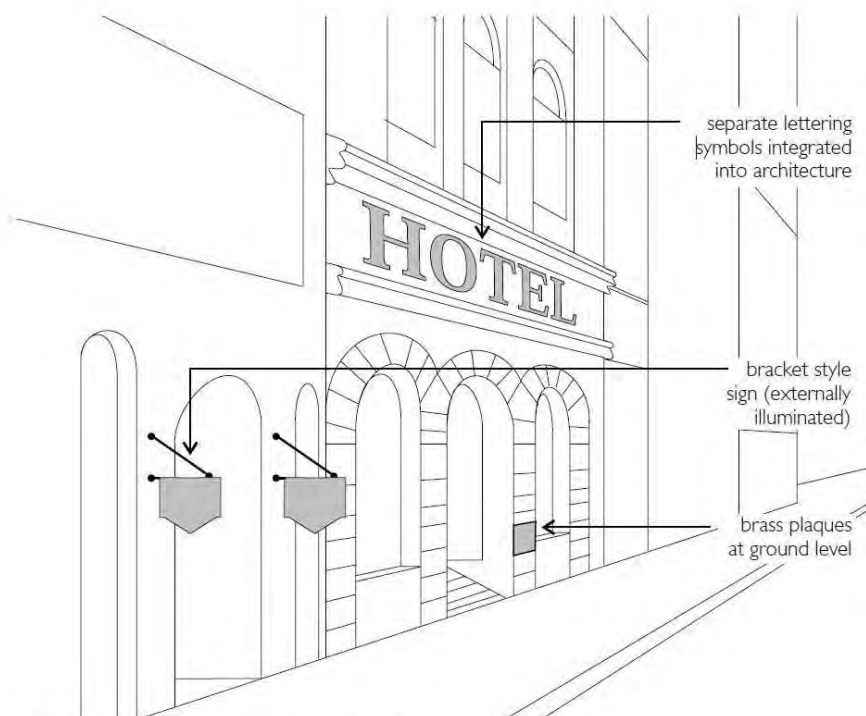 separate lettering
symbols integrated
into architecture
HOTEL
bracket style
sign (externally
illuminated)
brass plaques
at ground level